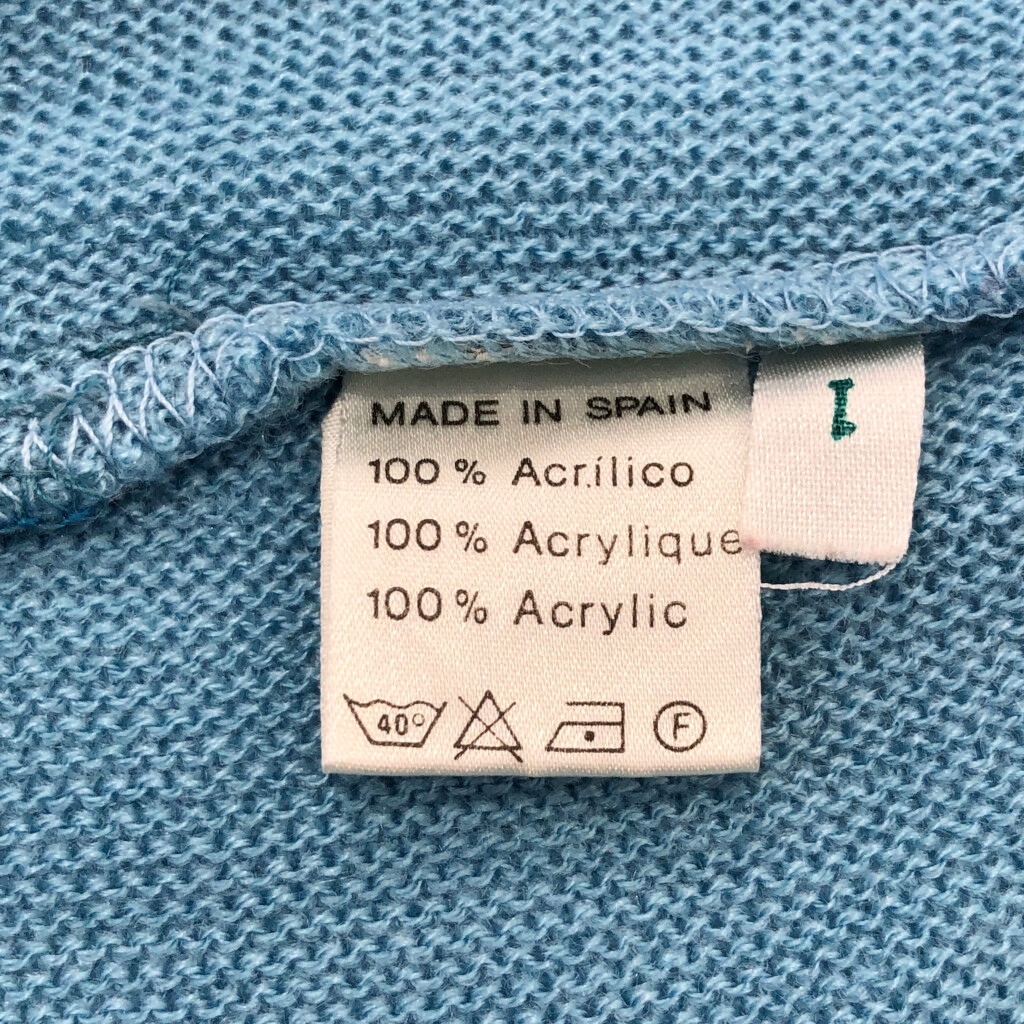 MADE IN SPAIN
100 % Acrílico
100 % Acrylique
100 % Acrylic
40°
F
I